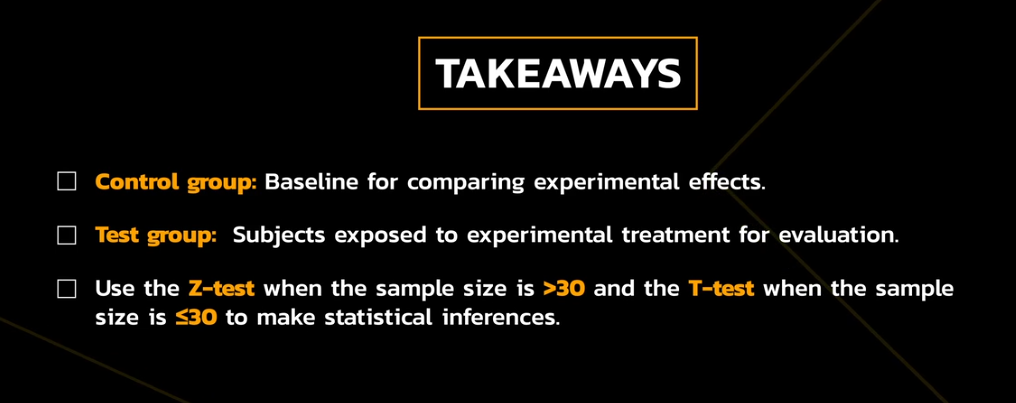 TAKEAWAYS
Control group: Baseline for comparing experimental effects.
Test group: Subjects exposed to experimental treatment for evaluation.
Use the Z-test when the sample size is >30 and the T-test when the sample
size is ≤30 to make statistical inferences.